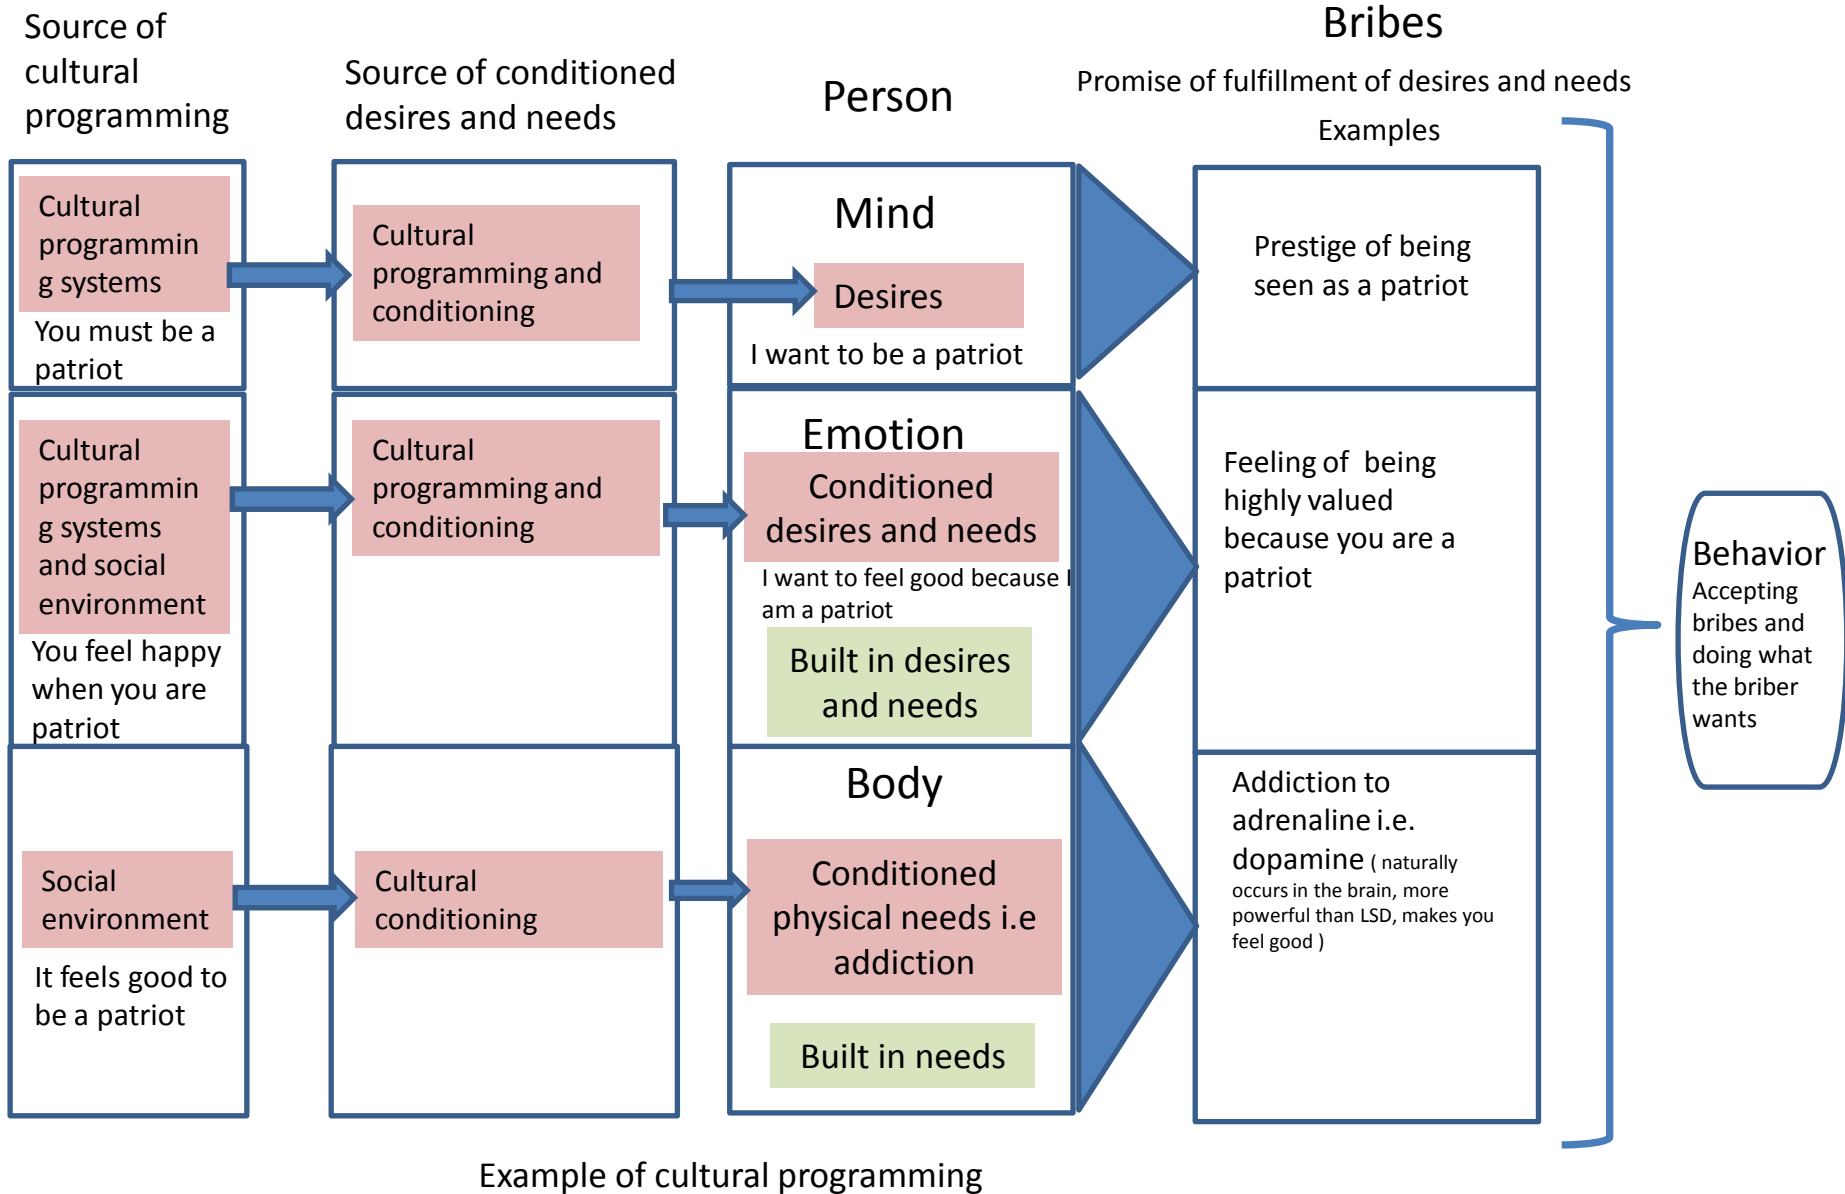 Source of
cultural
programming
Source of conditioned
desires and needs
Person
Bribes
Promise of fulfillment of desires and needs
Examples
Cultural
programmin
g systems
You must be a
patriot
Cultural
programming and
conditioning
Mind
Desires
I want to be a patriot
Prestige of being
seen as a patriot
Cultural
programmin
g systems
and social
environment
You feel happy
when you are
patriot
Cultural
programming and
conditioning
Emotion
Conditioned
desires and needs
I want to feel good because I
am a patriot
Built in desires
and needs
Feeling of being
highly valued
because you are a
patriot
Social
environment
It feels good to
be a patriot
Cultural
conditioning
Body
Conditioned
physical needs i.e
addiction
Built in needs
Addiction to
adrenaline i.e.
dopamine ( naturally
occurs in the brain, more
powerful than LSD, makes you
feel good )
Behavior
Accepting
bribes and
doing what
the briber
wants
Example of cultural programming